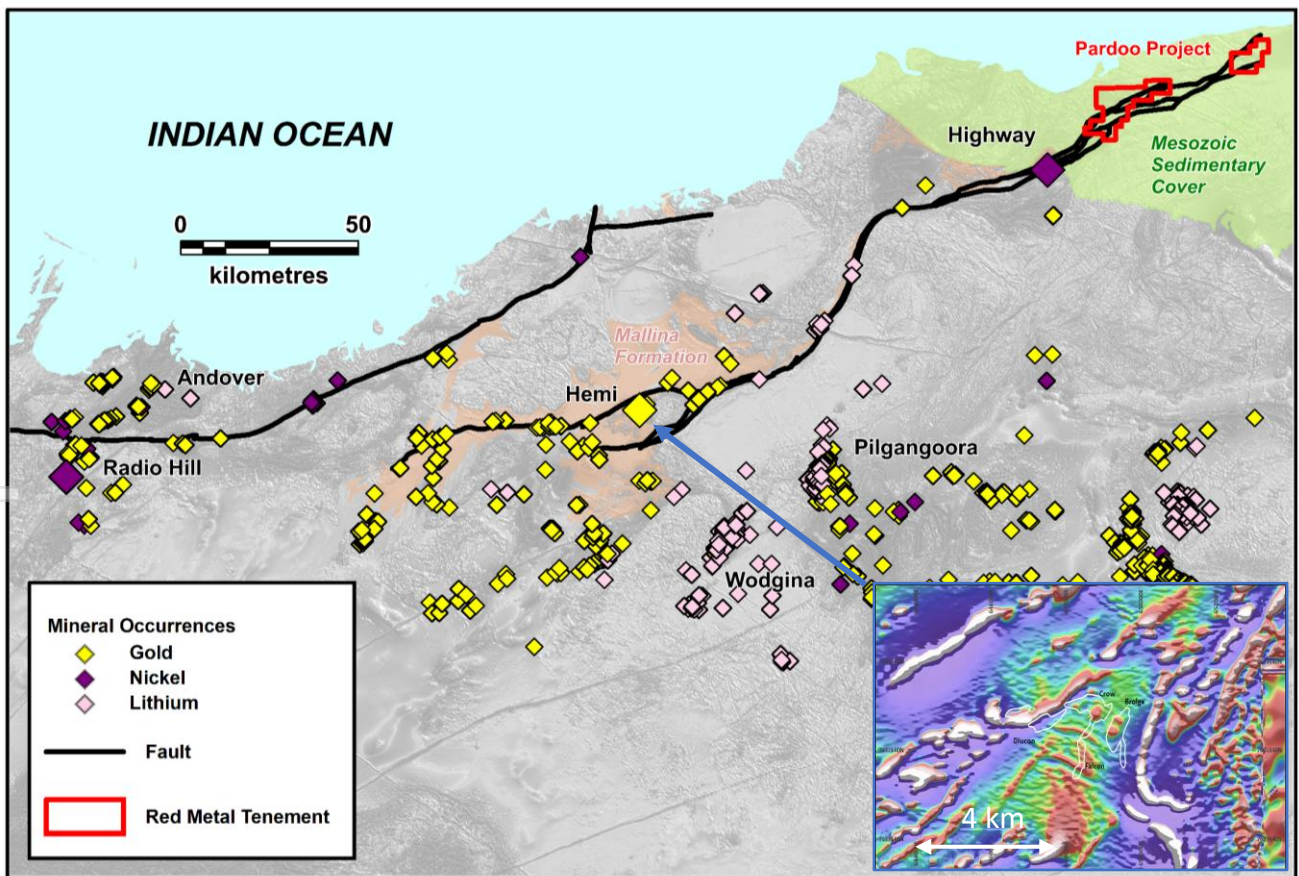 Pardoo Project
INDIAN OCEAN
Highway
Mesozoic
Sedimentary
Cover
0 50
kilometres
Mallina
Formation
Andover
Hemi
Radio Hill
Pilgangoora
Wodgina
Mineral Occurrences
Gold
Nickel
Lithium
Fault
Red Metal Tenement
Crow
Brolga
Diucon
Falcon
4 km